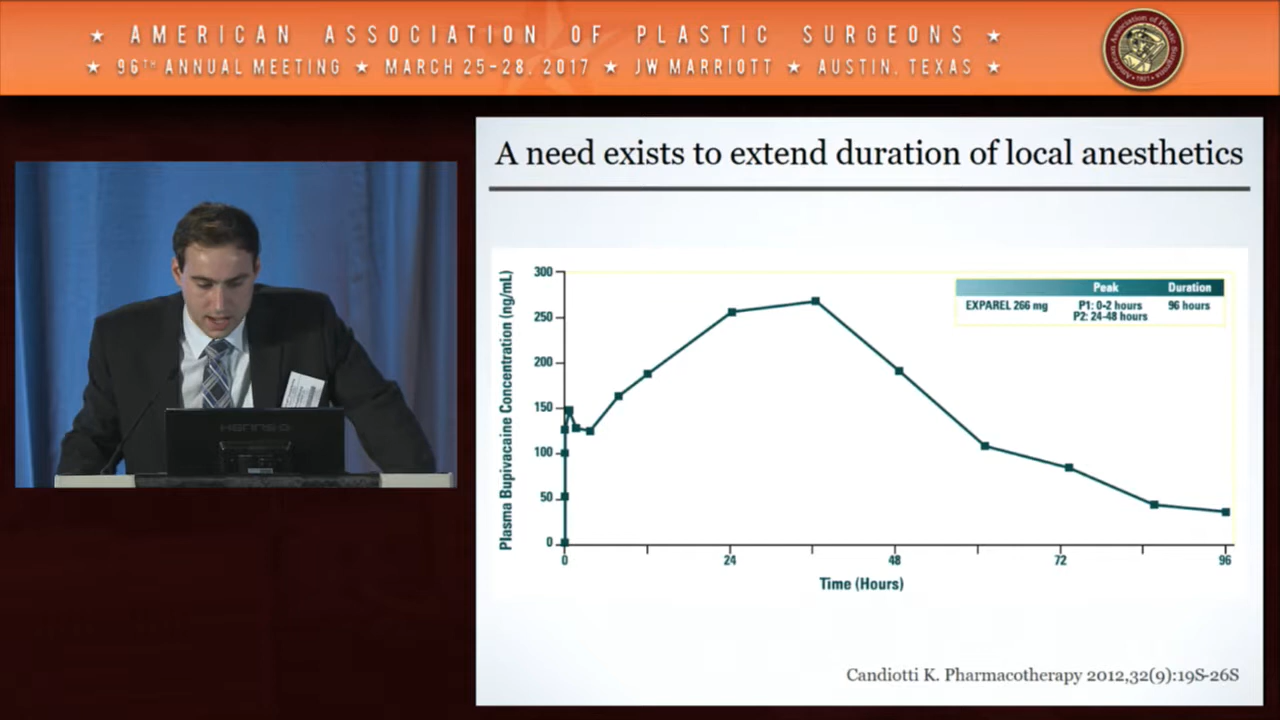 ★ AMERICAN ASSOCIATION OF PLASTIC SURGEONS ★
★ 96TH ANNUAL MEETING ★ MARCH 25-28, 2017 ★ JW MARRIOTT ★ AUSTIN, TEXAS ★
A need exists to extend duration of local anesthetics
Plasma Bupivacaine Concentration (ng/mL)
300
250
200
150
100
50
0
Peak Duration
EXPAREL 266 mg P1: 0-2 hours 96 hours
P2: 24-48 hours
0 24 48 72 96
Time (Hours)
Candiotti K. Pharmacotherapy 2012,32(9):19S-26S